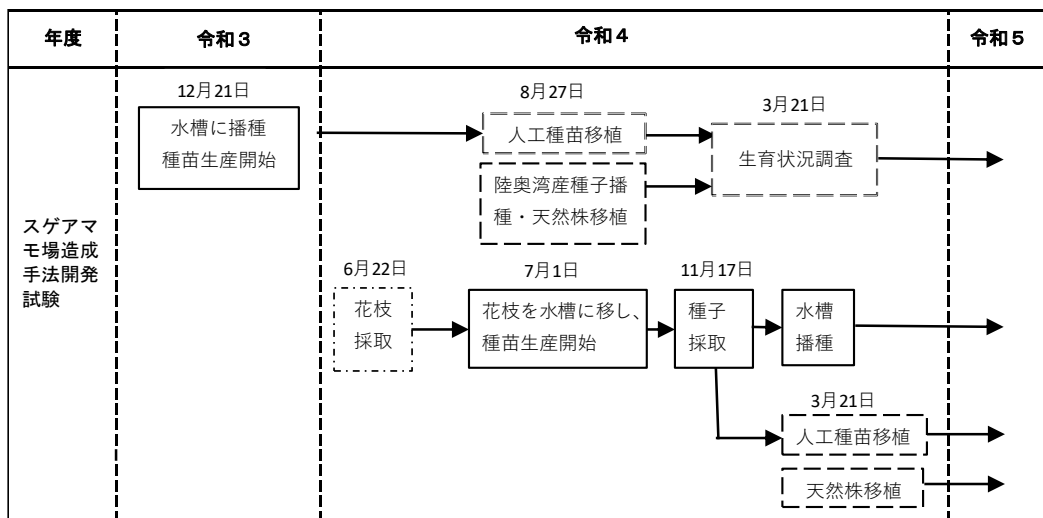 年度 令和3 令和4 令和5
12月21日
水槽に播種
種苗生産開始
8月27日
人工種苗移植
陸奥湾産種子播
種・天然株移植
3月21日
生育状況調査
スゲアマ
モ場造成
手法開発
試験
6月22日
花枝
採取
7月1日
花枝を水槽に移し、
種苗生産開始
11月17日
種子
採取
水槽
播種
3月21日
人工種苗移植
天然株移植